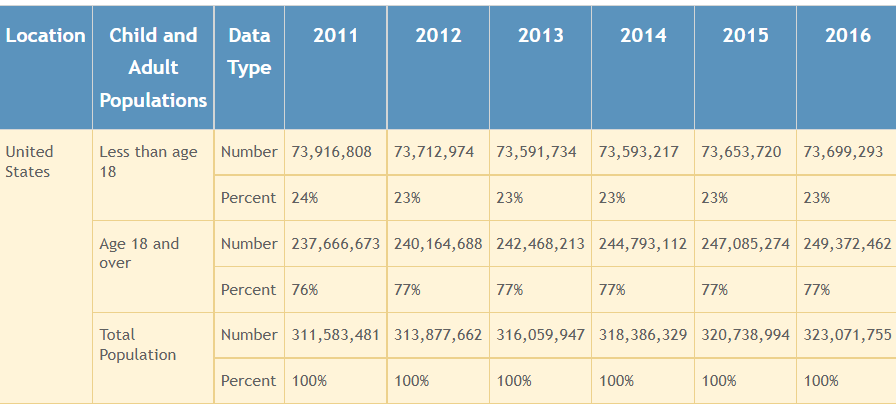 Location Child and Adult Populations Data Type 2011 2012 2013 2014 2015 2016
United States Less than age 18 Number 73,916,808 73,712,974 73,591,734 73,593,217 73,653,720 73,699,293
Percent 24% 23% 23% 23% 23% 23%
Age 18 and over Number 237,666,673 240,164,688 242,468,213 244,793,112 247,085,274 249,372,462
Percent 76% 77% 77% 77% 77% 77%
Total Population Number 311,583,481 313,877,662 316,059,947 318,386,329 320,738,994 323,071,755
Percent 100% 100% 100% 100% 100% 100%